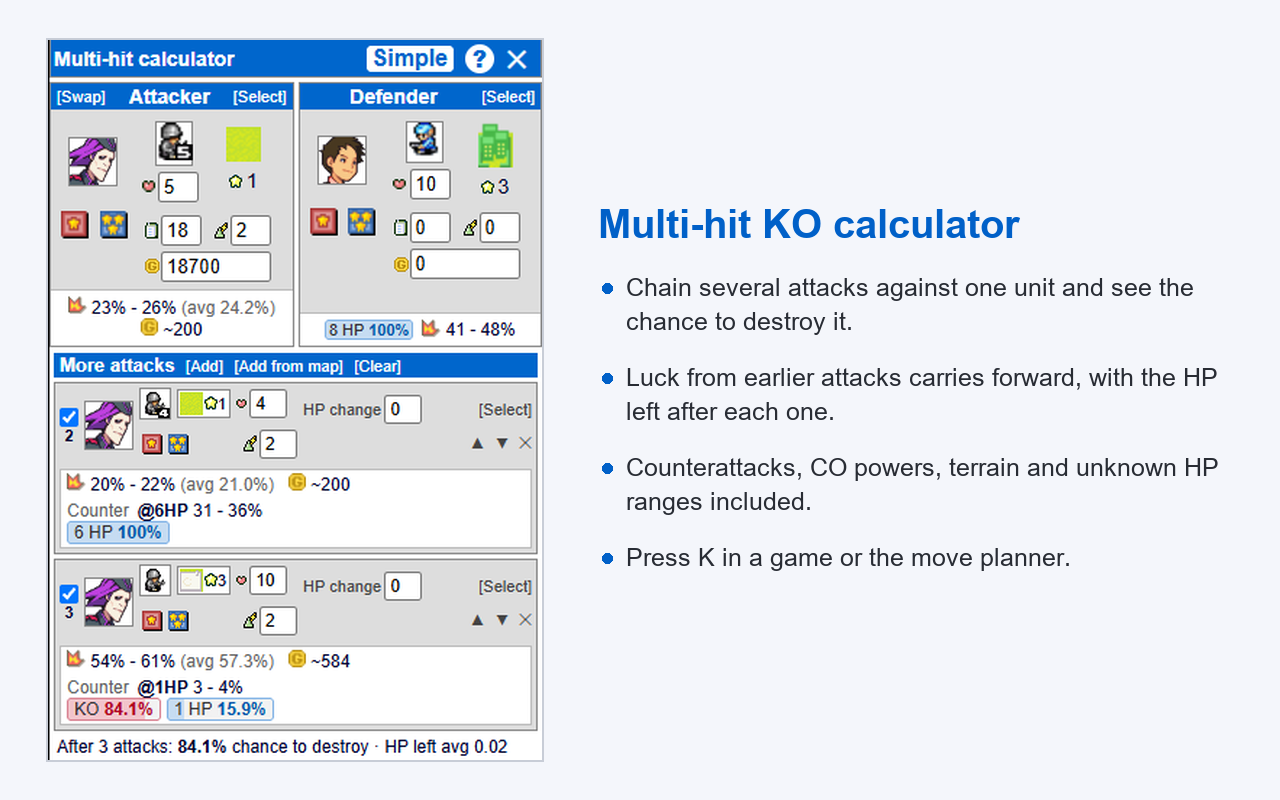 Multi-hit calculator Simple ? ×
[Swap] Attacker [Select]
5
5
1
18
2
G 18700
23% - 26% (avg 24.2%)
G ~200
Defender [Select]
10
3
0
0
G 0
8 HP 100% 41 - 48%
More attacks [Add] [Add from map] [Clear]
4 1 4 HP change 0 [Select]
2 2 ▲ ▼ ×
20% - 22% (avg 21.0%) G ~200
Counter @6HP 31 - 36%
6 HP 100%
3 10 HP change 0 [Select]
3 2 ▲ ▼ ×
54% - 61% (avg 57.3%) G ~584
Counter @1HP 3 - 4%
KO 84.1% 1 HP 15.9%
After 3 attacks: 84.1% chance to destroy · HP left avg 0.02
Multi-hit KO calculator
• Chain several attacks against one unit and see the
chance to destroy it.
• Luck from earlier attacks carries forward, with the HP
left after each one.
• Counterattacks, CO powers, terrain and unknown HP
ranges included.
• Press K in a game or the move planner.